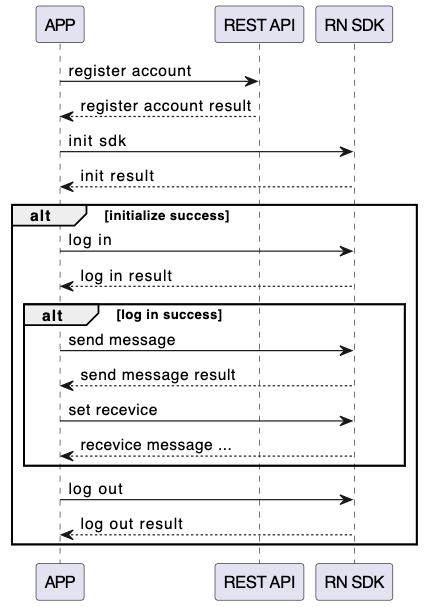 APP REST API RN SDK
register account
register account result
init sdk
init result
alt [initialize success]
log in
log in result
alt [log in success]
send message
send message result
set recevice
recevice message ...
log out
log out result
APP REST API RN SDK